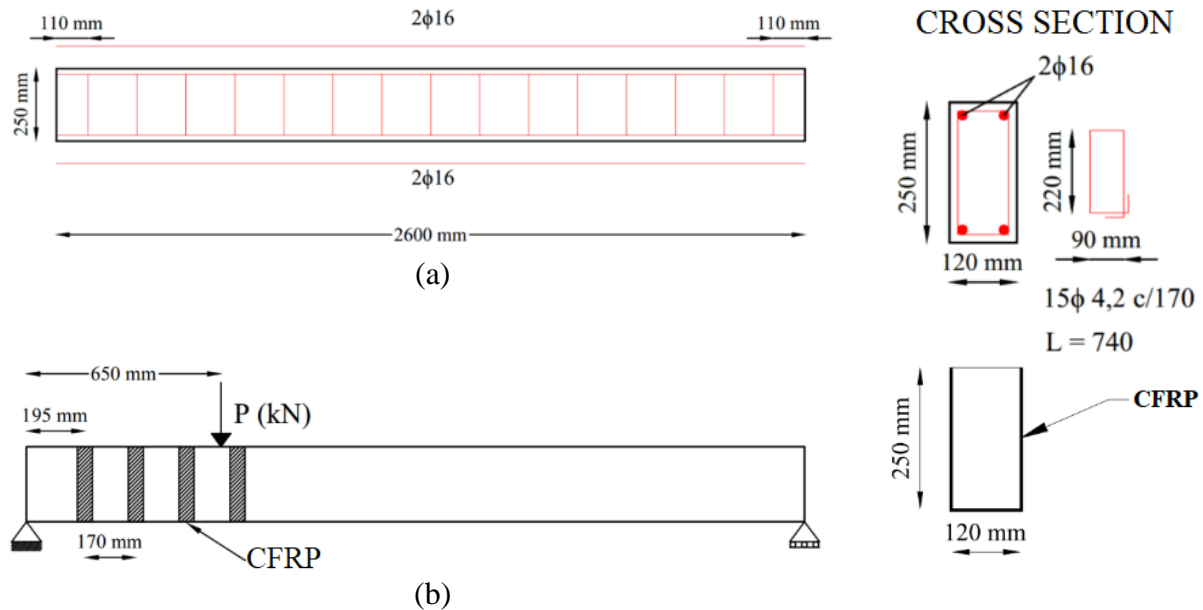 110 mm
2ϕ16
110 mm
250 mm
2ϕ16
2600 mm
(a)
CROSS SECTION
2ϕ16
250 mm
220 mm
120 mm
90 mm
15ϕ 4,2 c/170
L = 740
650 mm
P (kN)
195 mm
170 mm
CFRP
(b)
250 mm
CFRP
120 mm